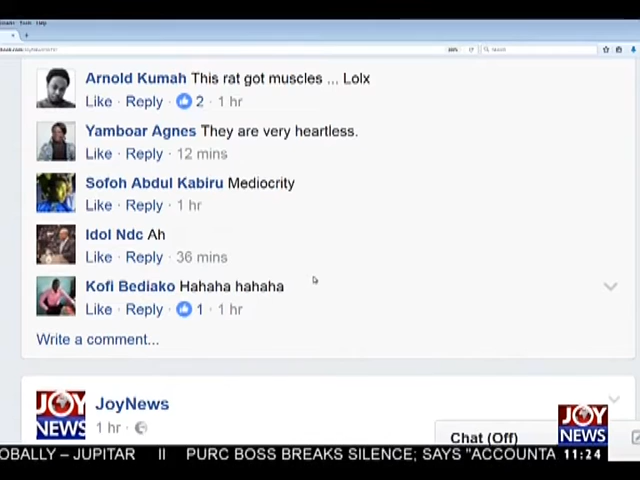 Arnold Kumah This rat got muscles ... Lolx
Like · Reply · 2 · 1 hr
Yamboar Agnes They are very heartless.
Like · Reply · 12 mins
Sofoh Abdul Kabiru Mediocrity
Like · Reply · 1 hr
Idol Ndc Ah
Like · Reply · 36 mins
Kofi Bediako Hahaha hahaha
Like · Reply · 1 · 1 hr
Write a comment...
JOY NEWS
JoyNews
1 hr ·
Chat (Off)
JOY NEWS
OBALLY – JUPITAR II PURC BOSS BREAKS SILENCE; SAYS "ACCOUNTA
11:24